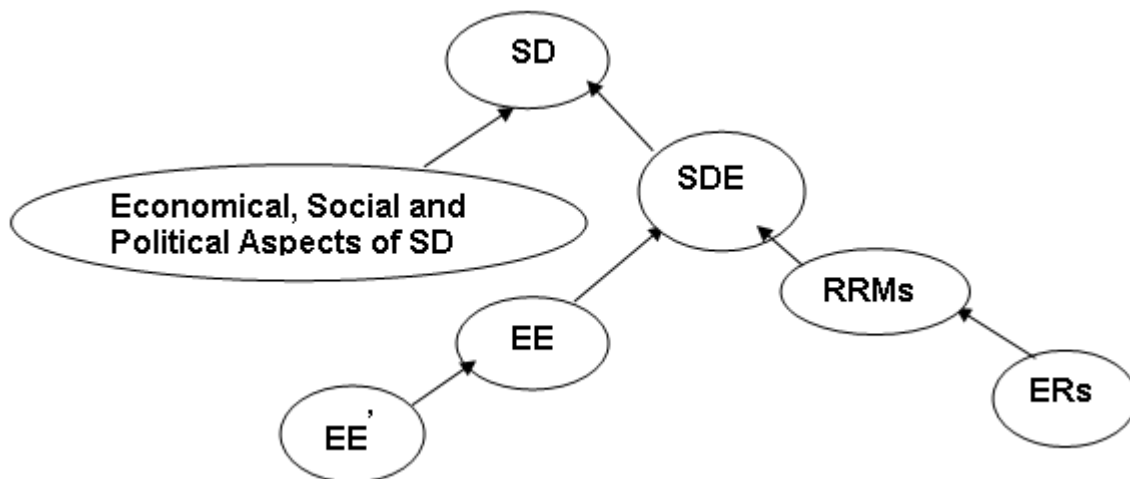 SD
SDE
Economical, Social and
Political Aspects of SD
RRMs
EE
ERs
EE'